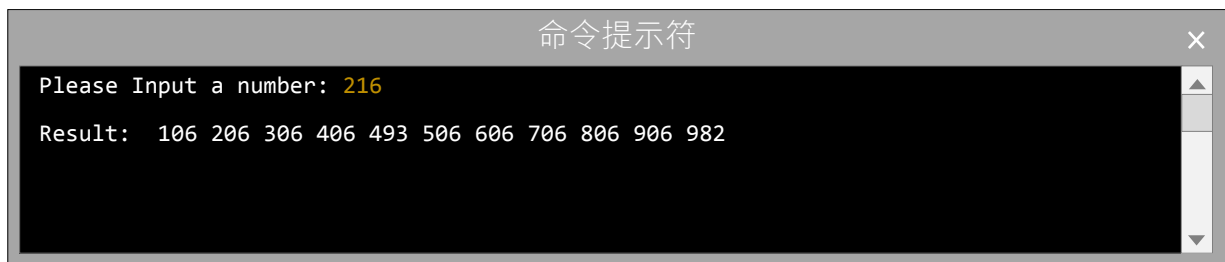 命令提示符
Please Input a number: 216
Result:  106 206 306 406 493 506 606 706 806 906 982